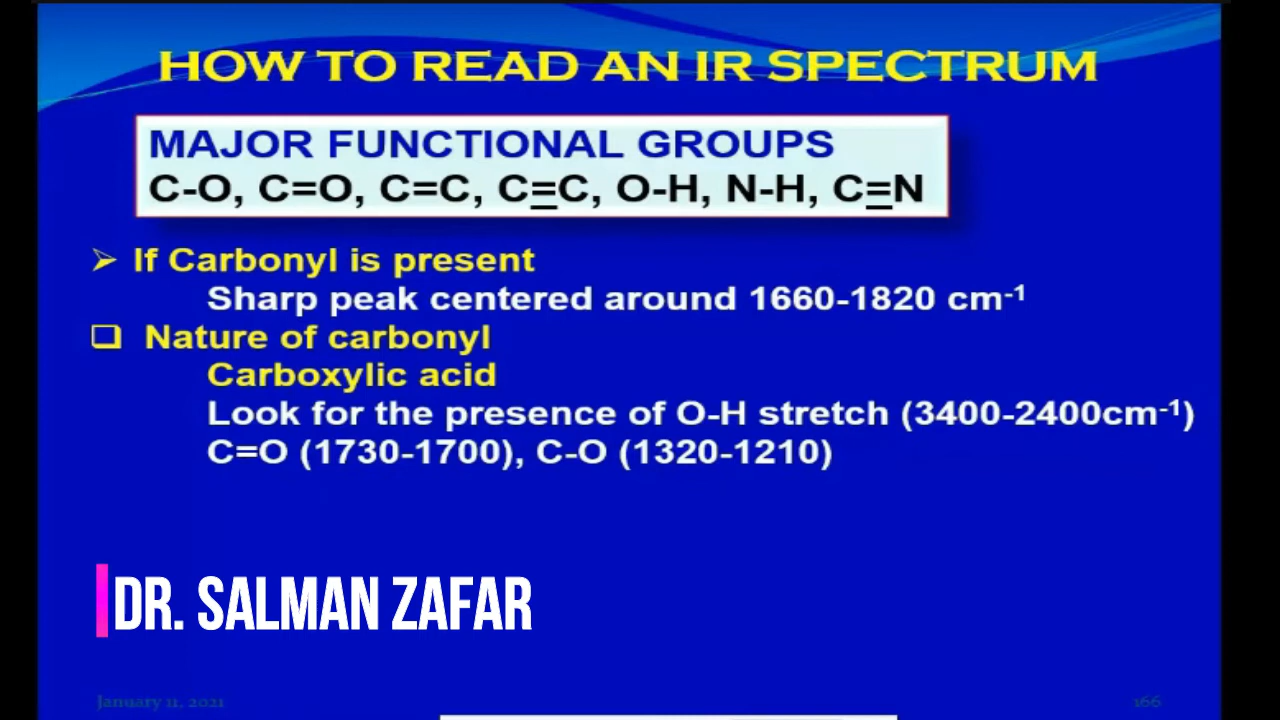 HOW TO READ AN IR SPECTRUM
MAJOR FUNCTIONAL GROUPS
C-O, C=O, C=C, C≡C, O-H, N-H, C≡N
➢ If Carbonyl is present
Sharp peak centered around 1660-1820 cm⁻¹
❑ Nature of carbonyl
Carboxylic acid
Look for the presence of O-H stretch (3400-2400cm⁻¹)
C=O (1730-1700), C-O (1320-1210)
DR. SALMAN ZAFAR
January 11, 2021
166